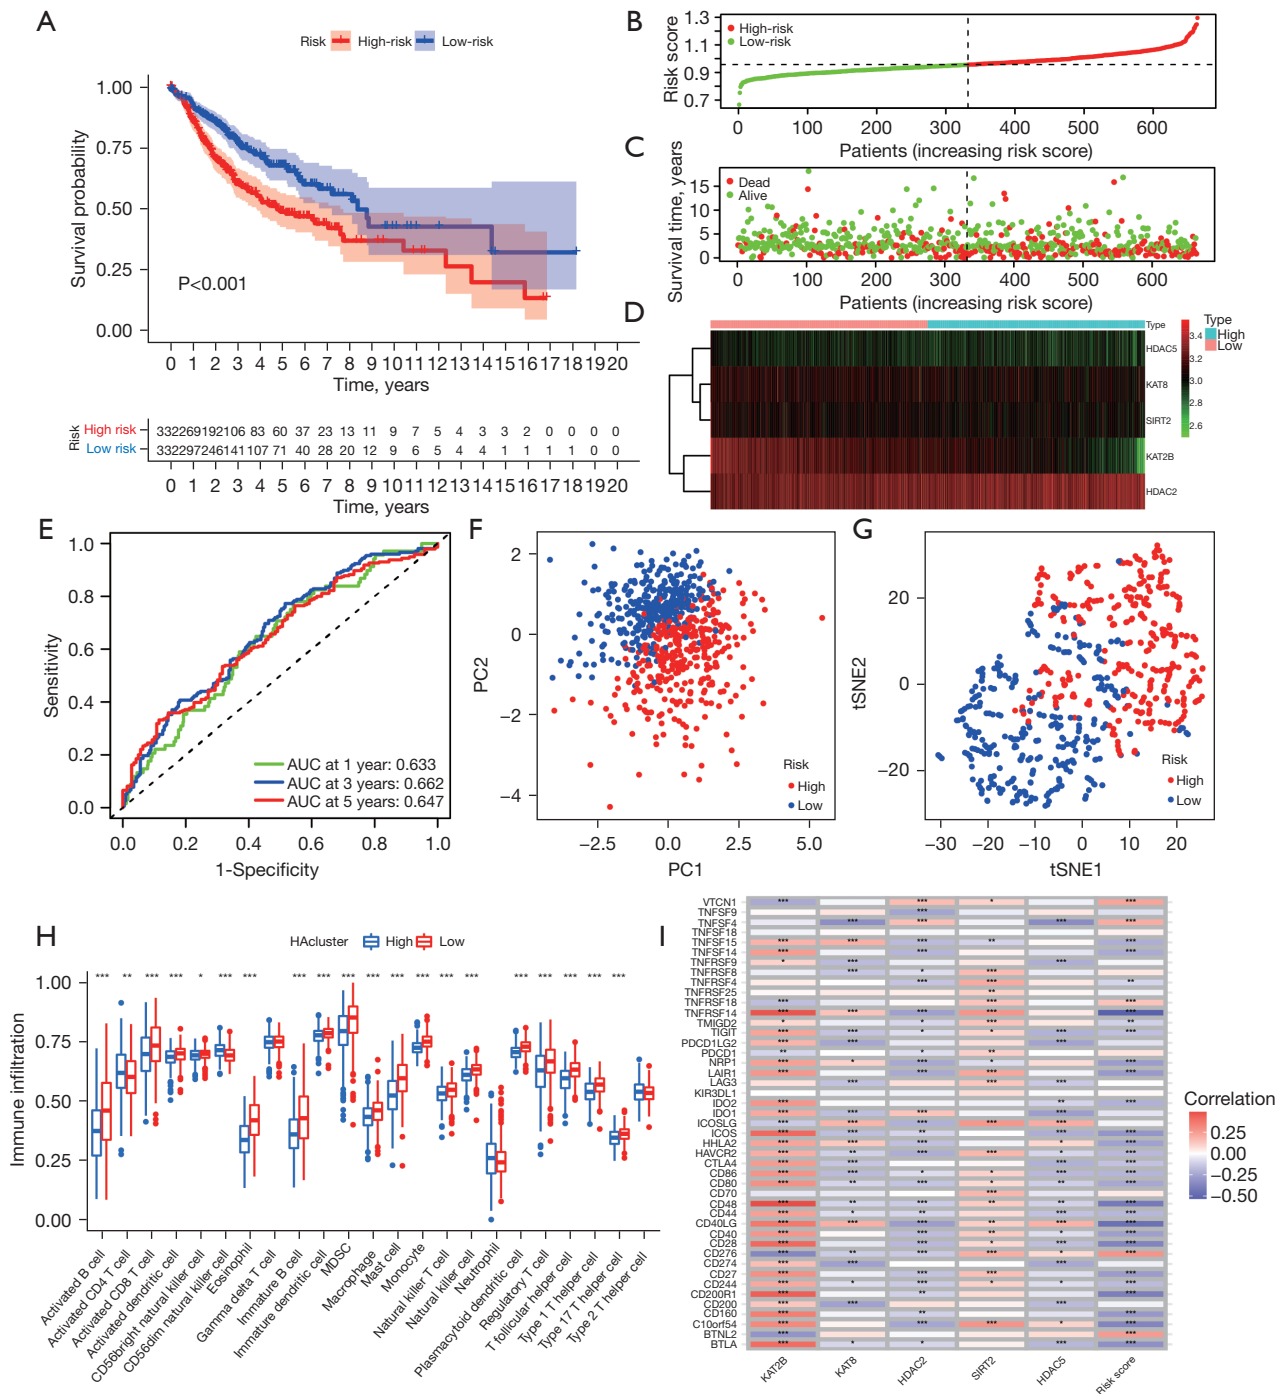 A
Risk High-risk Low-risk
Survival probability
1.00
0.75
0.50
0.25
0.00
P<0.001
0 1 2 3 4 5 6 7 8 9 10 11 12 13 14 15 16 17 18 19 20
Time, years
Risk
High risk 332 269 192 106 83 60 37 23 13 11 9 7 5 4 3 3 2 0 0 0 0
Low risk 332 297 246 141 107 71 40 28 20 12 9 6 5 4 4 1 1 1 1 0 0
0 1 2 3 4 5 6 7 8 9 10 11 12 13 14 15 16 17 18 19 20
Time, years
B
Risk score
1.3
1.1
0.9
0.7
High-risk
Low-risk
0 100 200 300 400 500 600
Patients (increasing risk score)
C
Survival time, years
15
10
5
0
Dead
Alive
0 100 200 300 400 500 600
Patients (increasing risk score)
D
Type
HDAC5
KAT8
SIRT2
KAT2B
HDAC2
3.4
3.2
3.0
2.8
2.6
Type
High
Low
E
Sensitivity
1.0
0.8
0.6
0.4
0.2
0.0
AUC at 1 year: 0.633
AUC at 3 years: 0.662
AUC at 5 years: 0.647
0.0 0.2 0.4 0.6 0.8 1.0
1-Specificity
F
PC2
2
0
−2
−4
Risk
High
Low
−2.5 0.0 2.5 5.0
PC1
G
tSNE2
20
0
−20
Risk
High
Low
−30 −20 −10 0 10 20
tSNE1
H
HAcluster High Low
Immune infiltration
1.00
0.75
0.50
0.25
0.00
*** ** *** *** * *** *** *** *** *** *** *** *** *** *** *** *** *** *** ***
Activated B cell
Activated CD4 T cell
Activated CD8 T cell
Activated dendritic cell
CD56bright natural killer cell
CD56dim natural killer cell
Eosinophil
Gamma delta T cell
Immature B cell
Immature dendritic cell
MDSC
Macrophage
Mast cell
Monocyte
Natural killer T cell
Natural killer cell
Neutrophil
Plasmacytoid dendritic cell
Regulatory T cell
T follicular helper cell
Type 1 T helper cell
Type 17 T helper cell
Type 2 T helper cell
I
VTCN1 *** *** * ***
TNFSF9 ***
TNFSF4 *** *** *** ***
TNFSF18
TNFSF15 *** *** *** ** ***
TNFSF14 *** *** ***
TNFRSF9 * *** ***
TNFRSF8 *** * ***
TNFRSF4 *** *** **
TNFRSF25 **
TNFRSF18 *** *** ***
TNFRSF14 *** *** *** *** ***
TMIGD2 * * *** **
TIGIT *** *** * * *** ***
PDCD1LG2 *** *** ***
PDCD1 ** * **
NRP1 *** * *** * ***
LAIR1 *** *** *** ***
LAG3 *** *** ***
KIR3DL1
IDO2 *** ** ***
IDO1 *** *** *** ***
ICOSLG *** *** *** *** ***
ICOS *** *** ** *** ***
HHLA2 *** *** *** * ***
HAVCR2 *** ** *** *** * ***
CTLA4 *** *** *** ***
CD86 *** *** * * *** ***
CD80 *** ** *** * ** ***
CD70 ***
CD48 *** ** *** ** ** ***
CD44 *** * ** *** ***
CD40LG *** *** *** ** *** ***
CD40 *** *** ** * ***
CD28 *** *** * *** ***
CD276 *** ** *** *** * ***
CD274 *** *** *** ***
CD27 *** *** *** ***
CD244 *** * *** * * ***
CD200R1 *** ** ***
CD200 *** *** ***
CD160 *** ** ***
C10orf54 *** *** *** * ***
BTNL2 *** ***
BTLA *** * * *** ***
KAT2B
KAT8
HDAC2
SIRT2
HDAC5
Risk score
Correlation
0.25
0.00
−0.25
−0.50